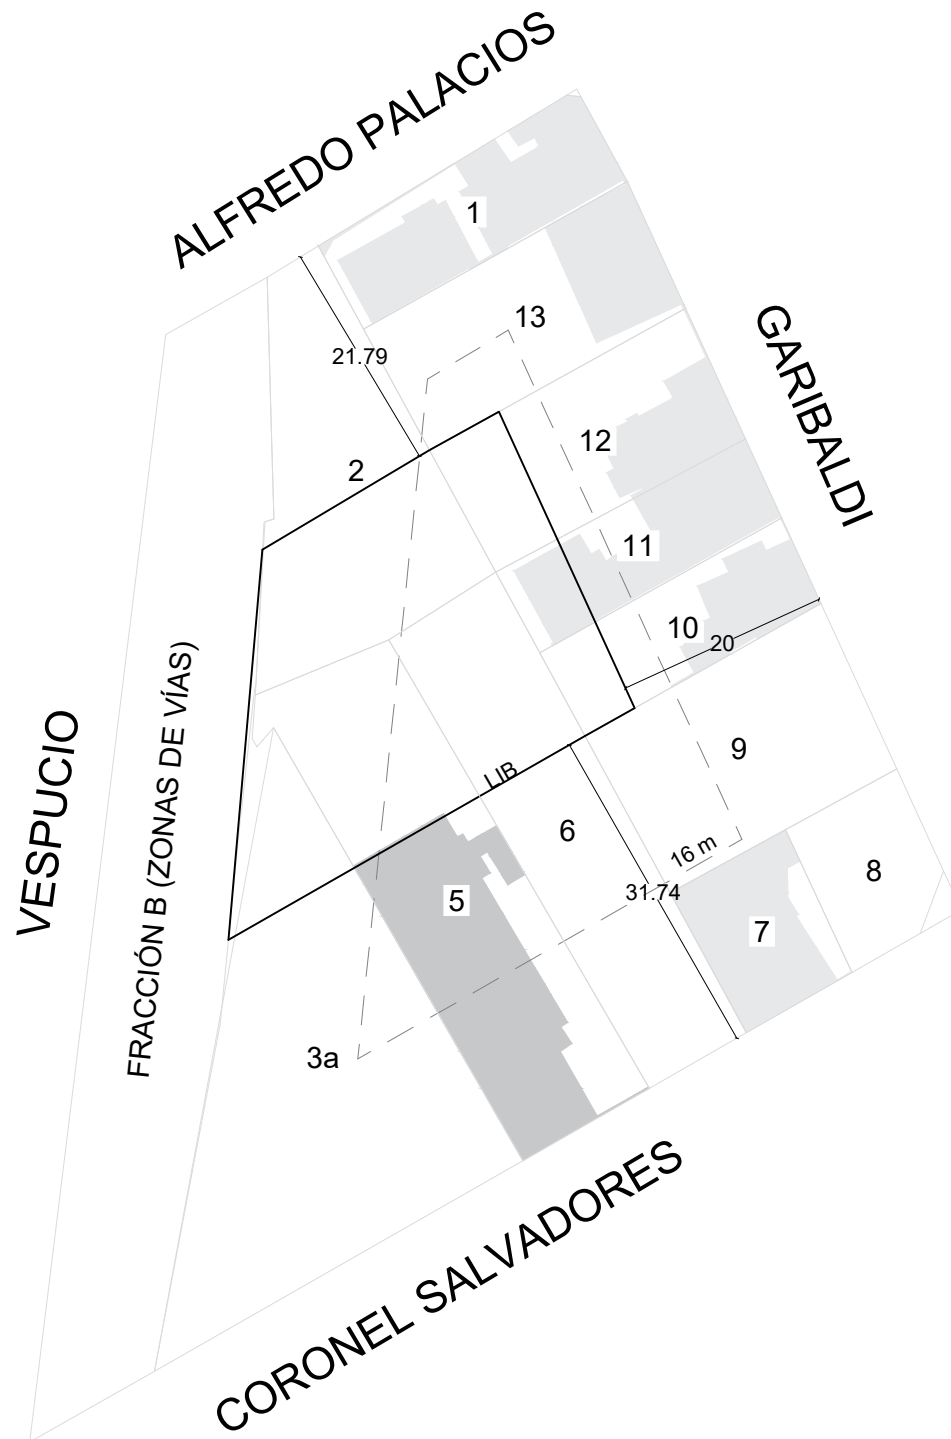 ALFREDO PALACIOS
1
13
GARIBALDI
21.79
12
2
11
10
20
VESPUCIO
FRACCIÓN B (ZONAS DE VÍAS)
9
LIB
6
16 m
8
31.74
5
7
3a
CORONEL SALVADORES